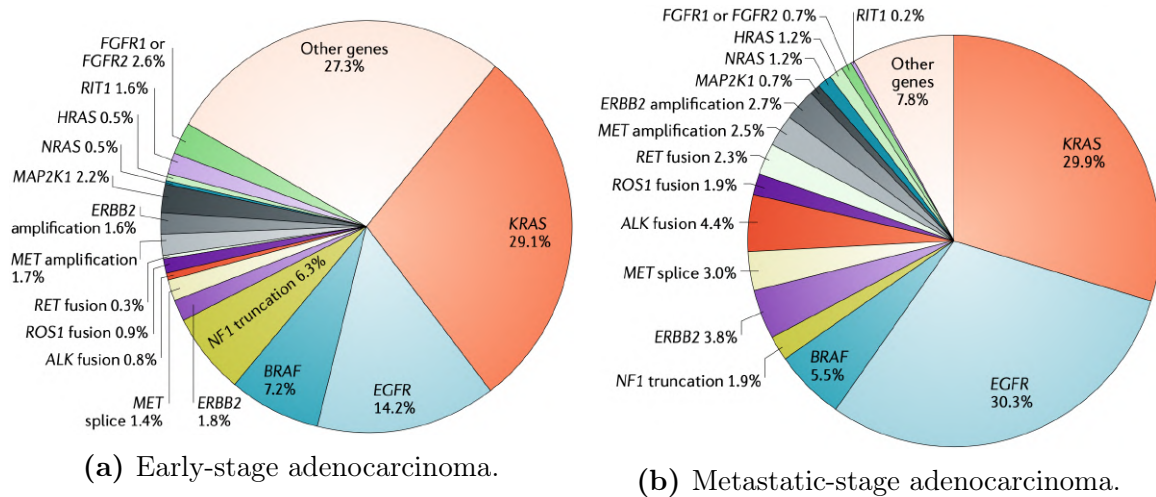 FGFR1 or
FGFR2 2.6%
RIT1 1.6%
HRAS 0.5%
NRAS 0.5%
MAP2K1 2.2%
ERBB2
amplification 1.6%
MET amplification
1.7%
RET fusion 0.3%
ROS1 fusion 0.9%
ALK fusion 0.8%
MET
splice 1.4%
ERBB2
1.8%
NF1 truncation 6.3%
BRAF
7.2%
EGFR
14.2%
KRAS
29.1%
Other genes
27.3%
(a) Early-stage adenocarcinoma.
FGFR1 or FGFR2 0.7%
RIT1 0.2%
HRAS 1.2%
NRAS 1.2%
MAP2K1 0.7%
ERBB2 amplification 2.7%
MET amplification 2.5%
RET fusion 2.3%
ROS1 fusion 1.9%
ALK fusion 4.4%
MET splice 3.0%
ERBB2 3.8%
NF1 truncation 1.9%
BRAF
5.5%
EGFR
30.3%
KRAS
29.9%
Other
genes
7.8%
(b) Metastatic-stage adenocarcinoma.